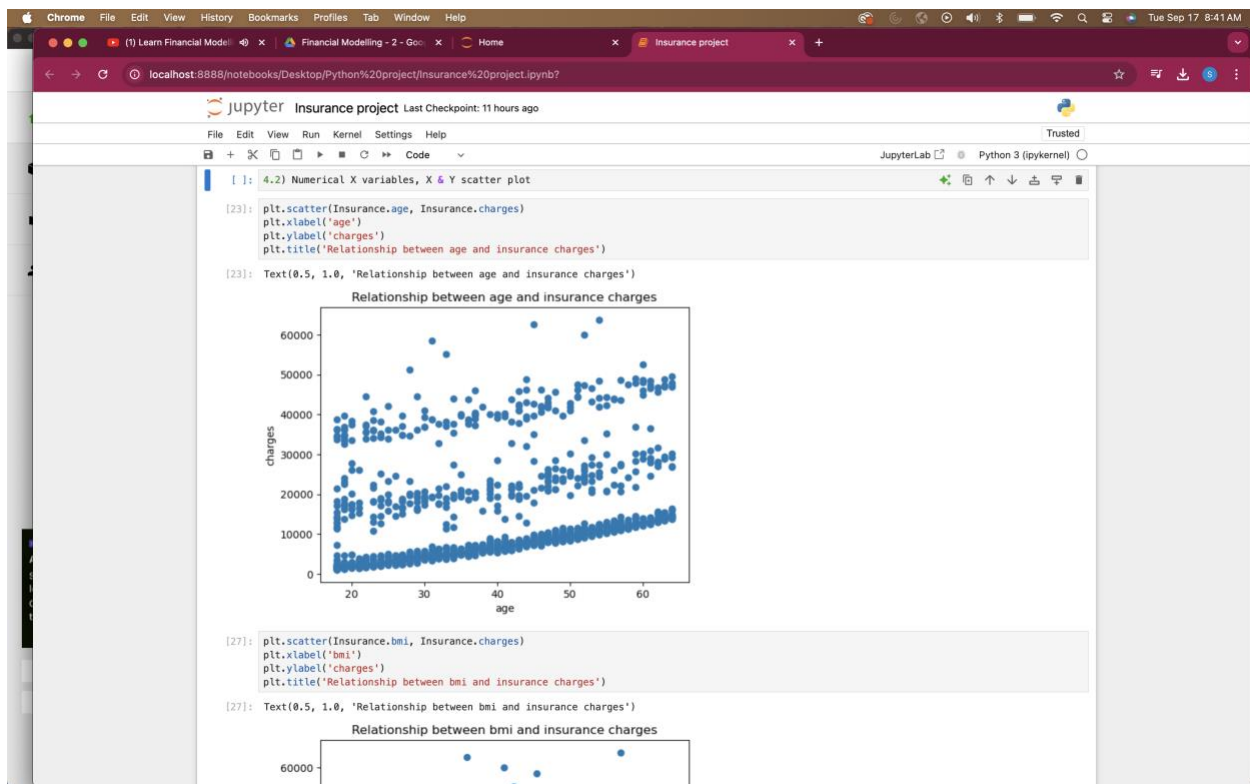 Chrome File Edit View History Bookmarks Profiles Tab Window Help Tue Sep 17 8:41 AM
(1) Learn Financial Modelli Financial Modelling - 2 - Goo Home Insurance project
localhost:8888/notebooks/Desktop/Python%20project/Insurance%20project.ipynb? S
jupyter Insurance project Last Checkpoint: 11 hours ago
File Edit View Run Kernel Settings Help Trusted
Code JupyterLab Python 3 (ipykernel)
[ ]: 4.2) Numerical X variables, X & Y scatter plot
[23]: plt.scatter(Insurance.age, Insurance.charges)
plt.xlabel('age')
plt.ylabel('charges')
plt.title('Relationship between age and insurance charges')
[23]: Text(0.5, 1.0, 'Relationship between age and insurance charges')
Relationship between age and insurance charges
60000
50000
40000
30000
20000
10000
0
charges
20 30 40 50 60
age
[27]: plt.scatter(Insurance.bmi, Insurance.charges)
plt.xlabel('bmi')
plt.ylabel('charges')
plt.title('Relationship between bmi and insurance charges')
[27]: Text(0.5, 1.0, 'Relationship between bmi and insurance charges')
Relationship between bmi and insurance charges
60000